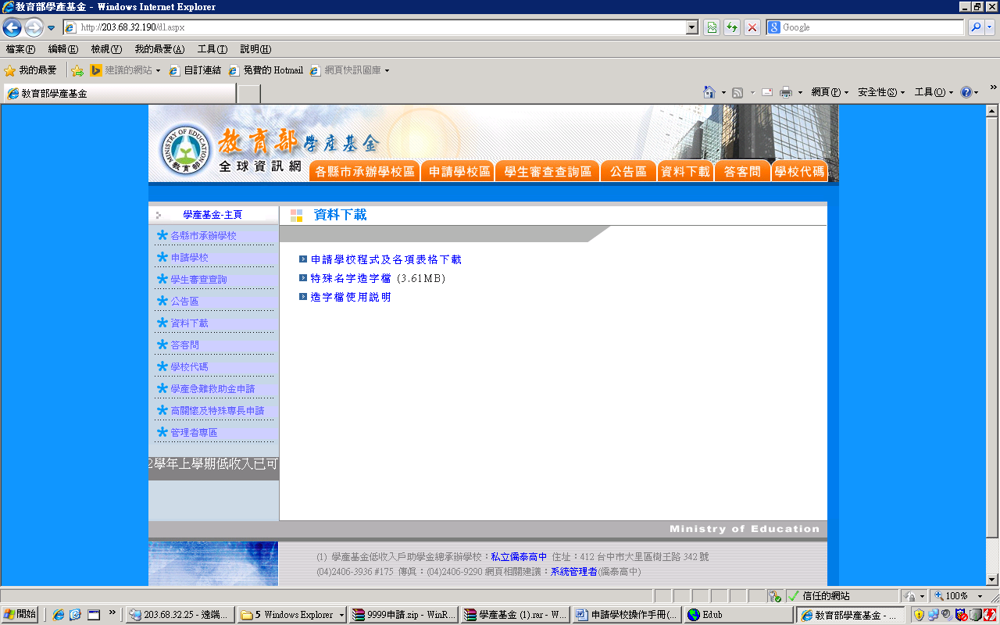 教育部學產基金 - Windows Internet Explorer
http://203.68.32.190/dl.aspx
Google
檔案(F) 編輯(E) 檢視(V) 我的最愛(A) 工具(T) 說明(H)
我的最愛 建議的網站 自訂連結 免費的 Hotmail 網頁快訊圖庫
教育部學產基金
網頁(P) 安全性(S) 工具(O) »
MINISTRY OF EDUCATION 教育部
教育部學產基金
全球資訊網
各縣市承辦學校區 申請學校區 學生審查查詢區 公告區 資料下載 答客問 學校代碼
學產基金-主頁
各縣市承辦學校
申請學校
學生審查查詢
公告區
資料下載
答客問
學校代碼
學產急難救助金申請
高關懷及特殊專長申請
管理者專區
2學年上學期低收入已可
資料下載
申請學校程式及各項表格下載
特殊名字造字檔 (3.61MB)
造字檔使用說明
Ministry of Education
(1) 學產基金低收入戶助學金總承辦學校：私立僑泰高中 住址：412 台中市大里區樹王路 342 號
(04)2406-3936 #175 傳真：(04)2406-9290 網頁相關建議：系統管理者(僑泰高中)
信任的網站 100%
開始 » 203.68.32.25 - 遠端... 5 Windows Explorer 9999申請.zip - WinR... 學產基金 (1).rar - W... 申請學校操作手冊(... Edub 教育部學產基金 - ...